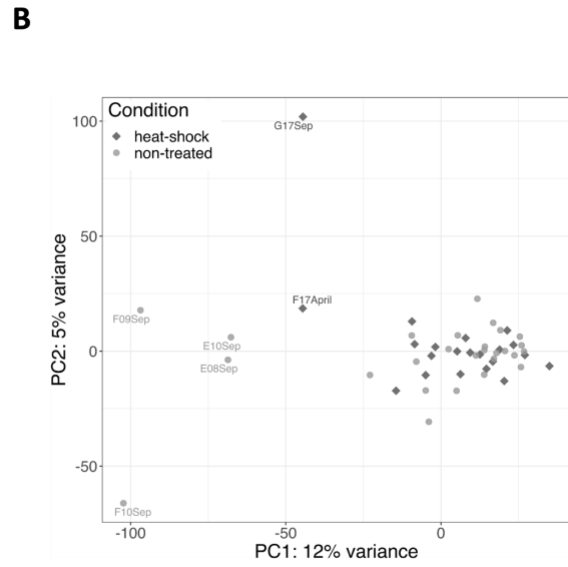 B
Condition
heat-shock
non-treated
100
G17Sep
50
PC2: 5% variance
F17April
F09Sep
E10Sep
0
E08Sep
-50
F10Sep
-100
-50
0
PC1: 12% variance